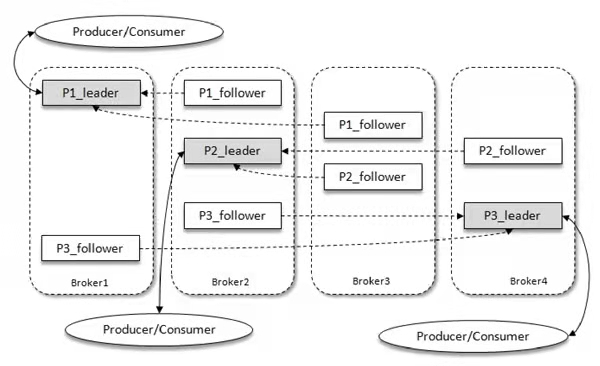 Producer/Consumer
P1_leader
P1_follower
P1_follower
P2_leader
P2_follower
P2_follower
P3_follower
P3_leader
P3_follower
Broker1
Broker2
Broker3
Broker4
Producer/Consumer
Producer/Consumer